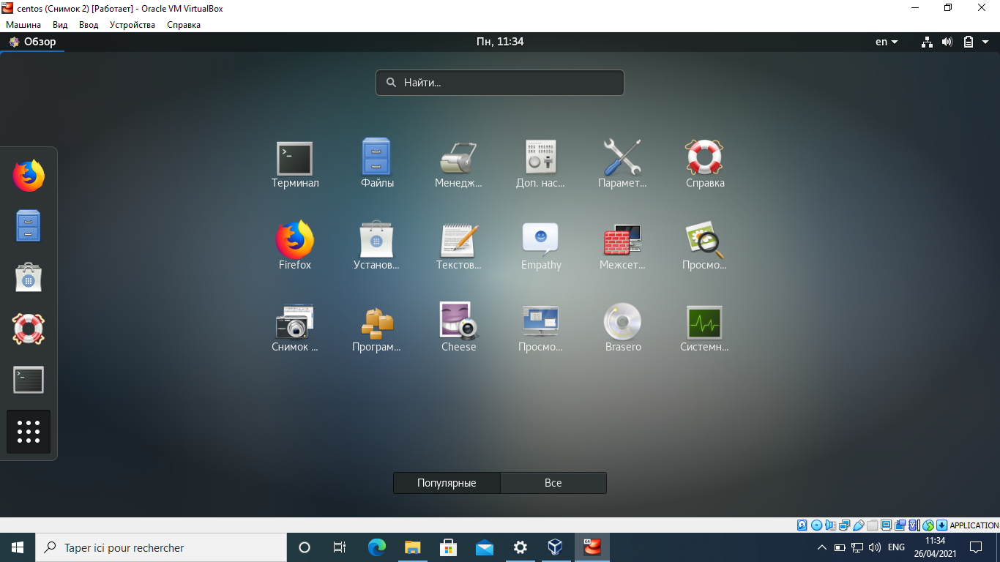 centos (Снимок 2) [Работает] - Oracle VM VirtualBox
Машина Вид Ввод Устройства Справка
Обзор Пн, 11:34 en
Найти...
Терминал Файлы Менедж... Доп. нас... Парамет... Справка
Firefox Установ... Текстов... Empathy Межсет... Просмо...
Снимок ... Програм... Cheese Просмо... Brasero Системн...
Популярные Все
APPLICATION
Taper ici pour rechercher
64
ENG
11:34
26/04/2021